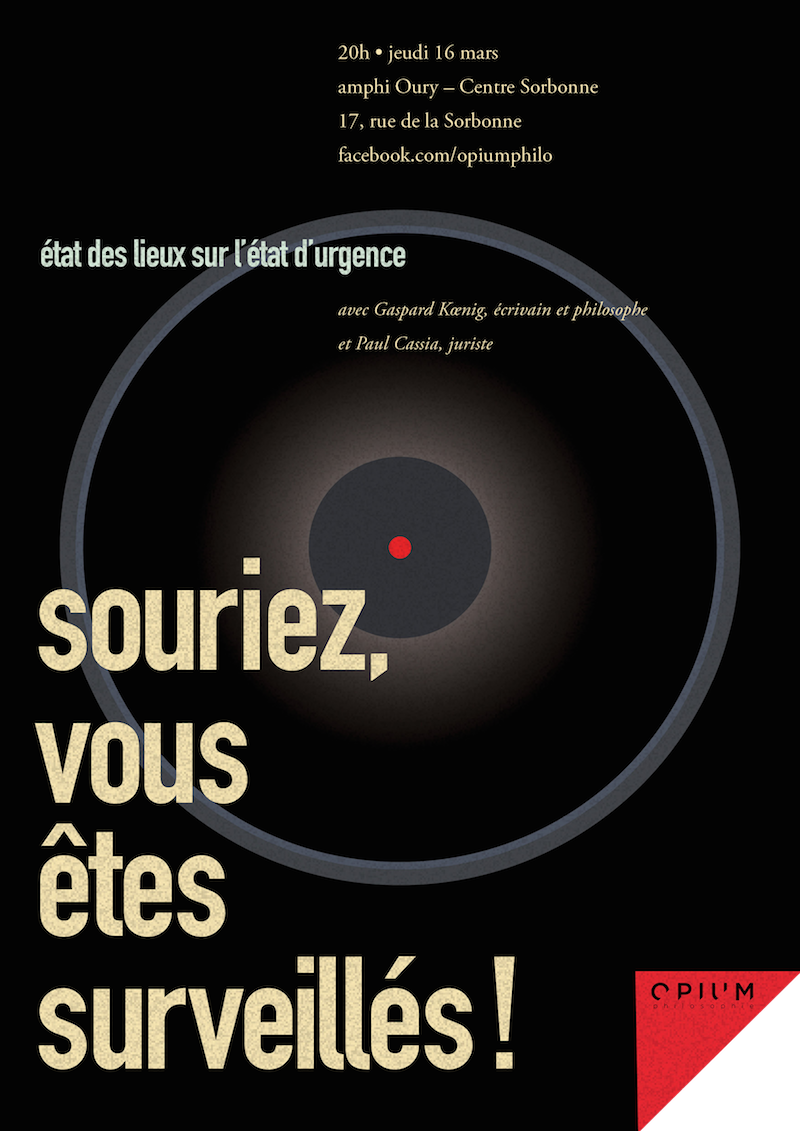 20h • jeudi 16 mars
amphi Oury – Centre Sorbonne
17, rue de la Sorbonne
facebook.com/opiumphilo
état des lieux sur l'état d'urgence
avec Gaspard Kœnig, écrivain et philosophe
et Paul Cassia, juriste
souriez,
vous
êtes
surveillés !
OPIUM
philosophie